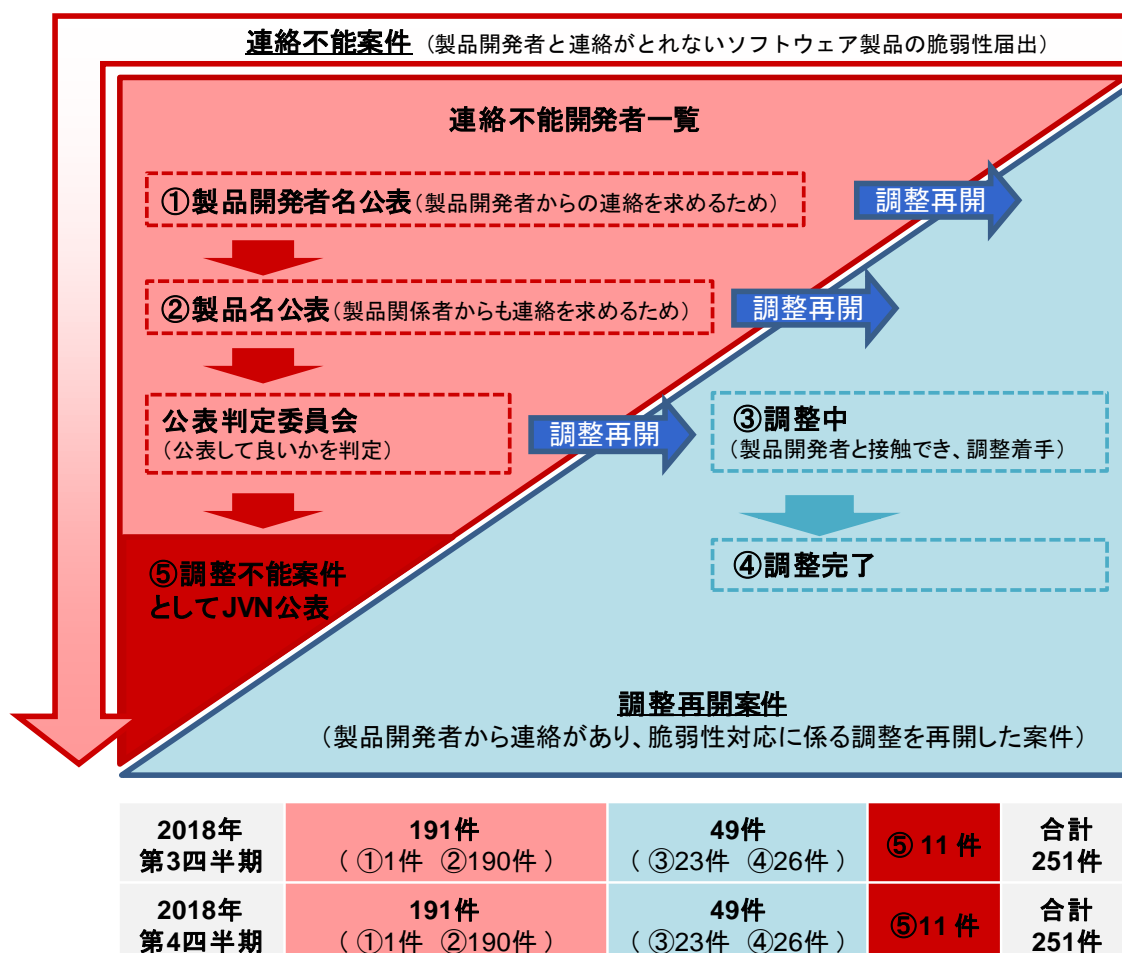 連絡不能案件（製品開発者と連絡がとれないソフトウェア製品の脆弱性届出）
連絡不能開発者一覧
①製品開発者名公表（製品開発者からの連絡を求めるため）
調整再開
②製品名公表（製品関係者からも連絡を求めるため）
調整再開
公表判定委員会
（公表して良いかを判定）
調整再開
③調整中
（製品開発者と接触でき、調整着手）
④調整完了
⑤調整不能案件
としてJVN公表
調整再開案件
（製品開発者から連絡があり、脆弱性対応に係る調整を再開した案件）
2018年
第3四半期
191件
（ ①1件 ②190件 ）
49件
（ ③23件 ④26件 ）
⑤ 11 件
合計
251件
2018年
第4四半期
191件
（ ①1件 ②190件 ）
49件
（ ③23件 ④26件 ）
⑤11 件
合計
251件